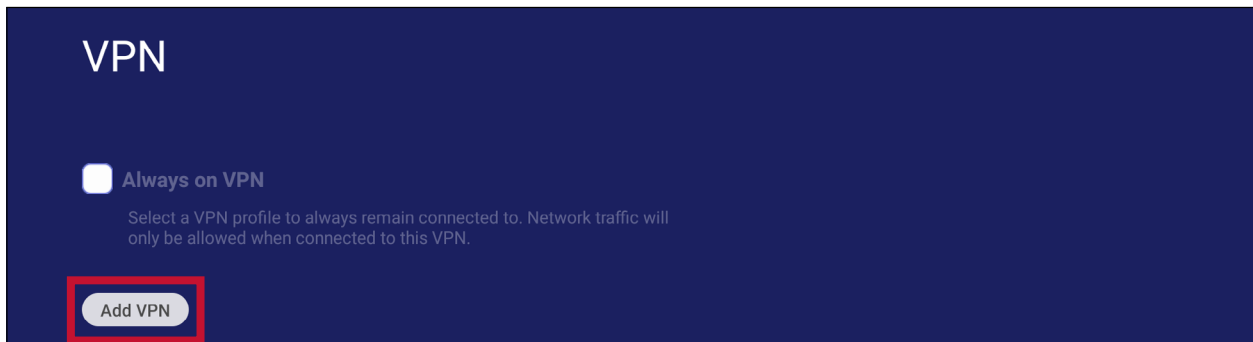 VPN
Always on VPN
Select a VPN profile to always remain connected to. Network traffic will
only be allowed when connected to this VPN.
Add VPN